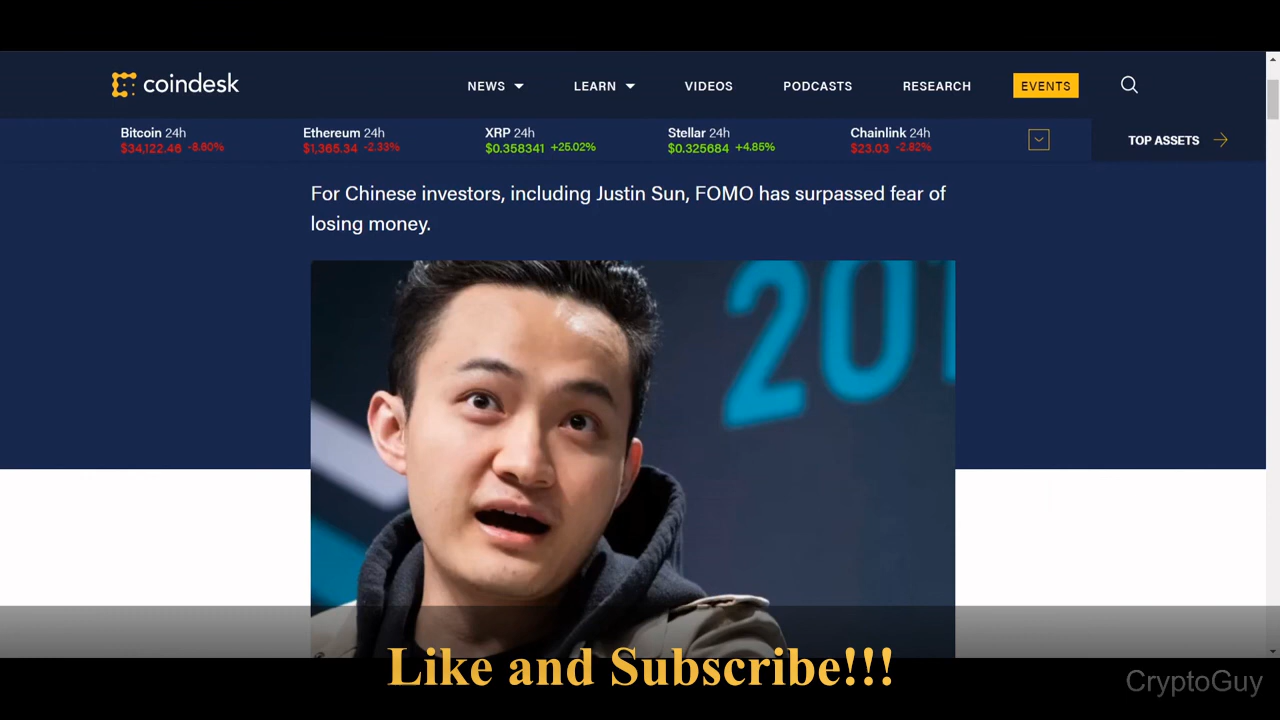 coindesk
NEWS LEARN VIDEOS PODCASTS RESEARCH EVENTS
Bitcoin 24h Ethereum 24h XRP 24h Stellar 24h Chainlink 24h
$34,122.46 -8.60% $1,365.34 -2.33% $0.358341 +25.02% $0.325684 +4.85% $23.03 -2.82%
TOP ASSETS
For Chinese investors, including Justin Sun, FOMO has surpassed fear of
losing money.
201
Like and Subscribe!!!
CryptoGuy